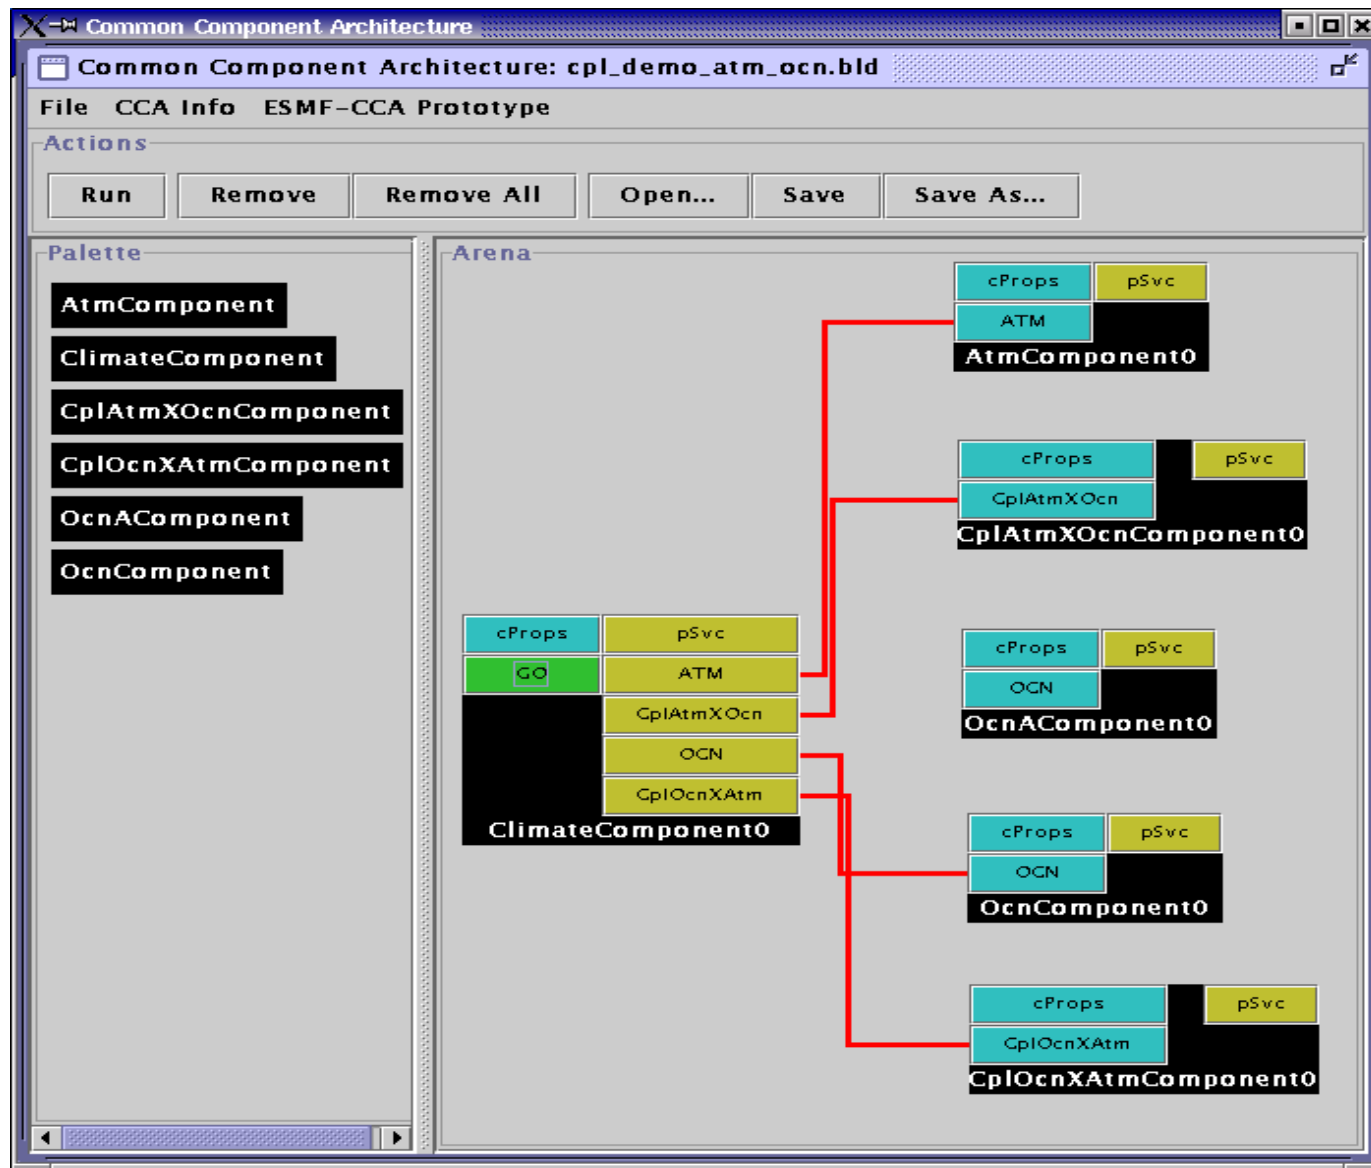 Common Component Architecture
Common Component Architecture: cpl_demo_atm_ocn.bld
File CCA Info ESMF-CCA Prototype
Actions
Run Remove Remove All Open... Save Save As...
Palette
AtmComponent
ClimateComponent
CplAtmXOcnComponent
CplOcnXAtmComponent
OcnAComponent
OcnComponent
Arena
cProps pSvc
ATM
AtmComponent0
cProps pSvc
CplAtmXOcn
CplAtmXOcnComponent0
cProps pSvc
GO ATM
CplAtmXOcn
OCN
CplOcnXAtm
ClimateComponent0
cProps pSvc
OCN
OcnAComponent0
cProps pSvc
OCN
OcnComponent0
cProps pSvc
CplOcnXAtm
CplOcnXAtmComponent0